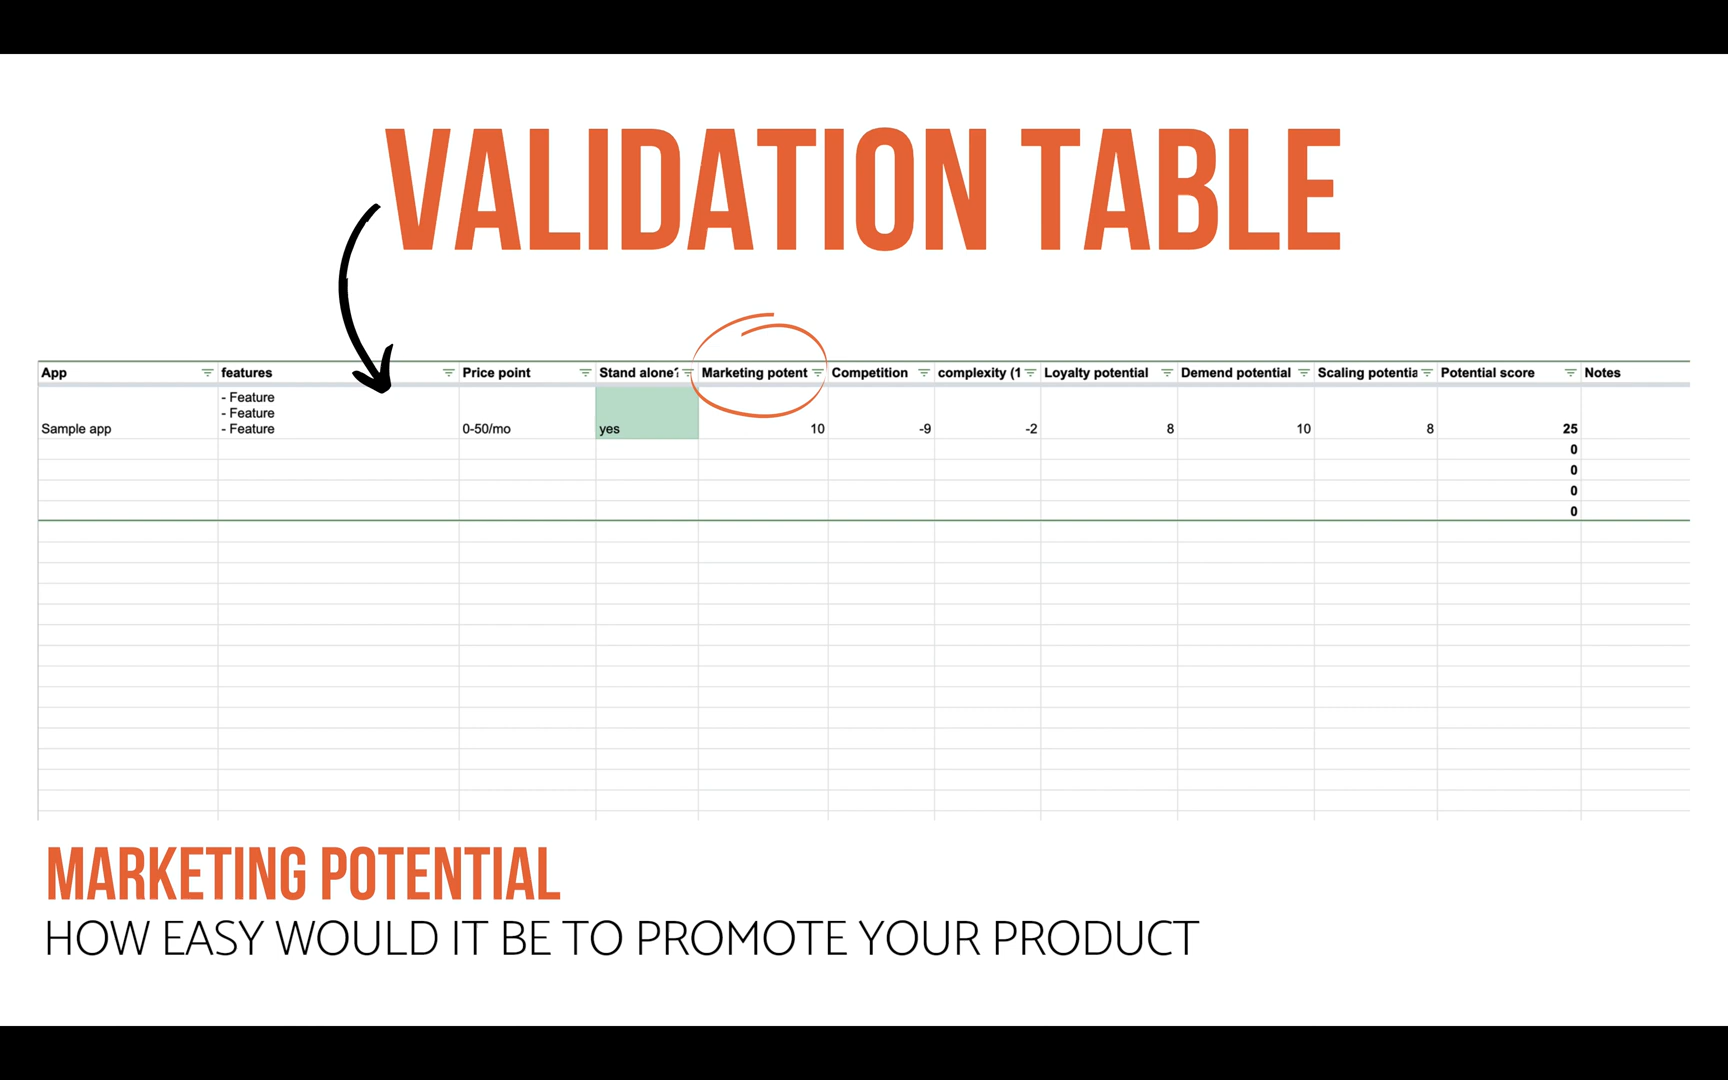 VALIDATION TABLE
App features Price point Stand alone? Marketing potent Competition complexity (1 Loyalty potential Demend potential Scaling potentia Potential score Notes
- Feature
- Feature
Sample app - Feature 0-50/mo yes 10 -9 -2 8 10 8 25
0
0
0
0
MARKETING POTENTIAL
HOW EASY WOULD IT BE TO PROMOTE YOUR PRODUCT